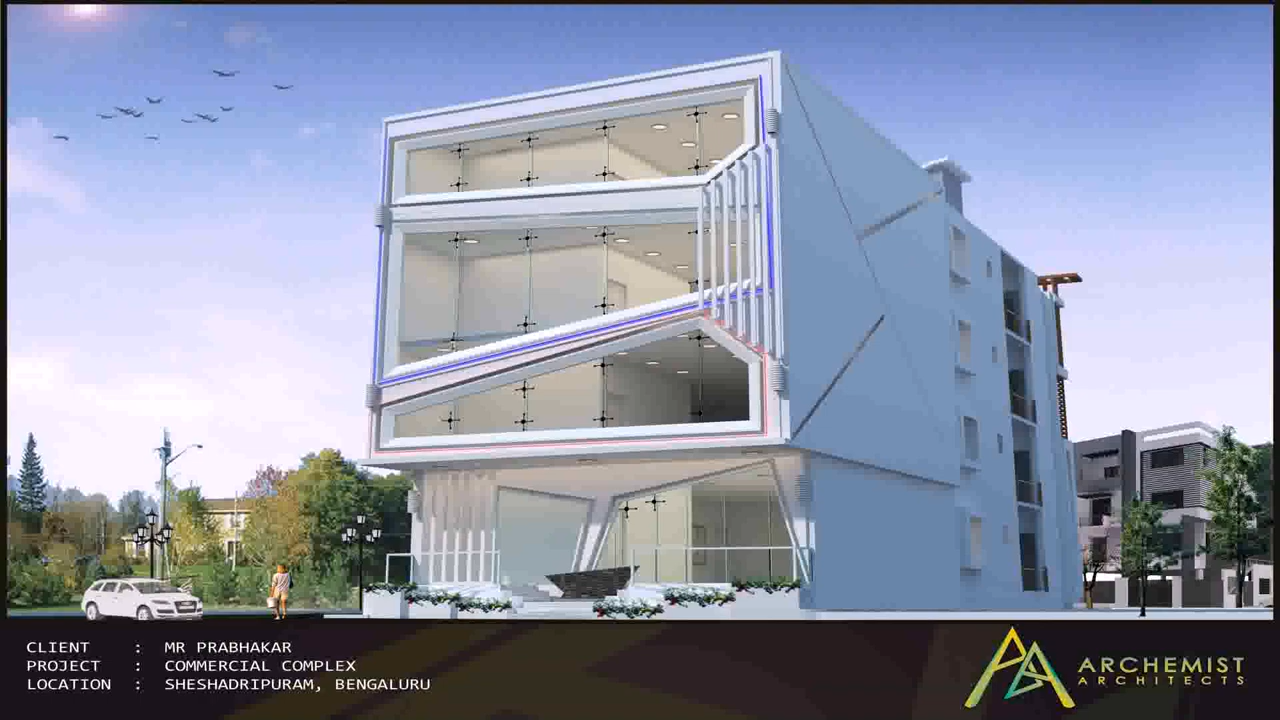 CLIENT : MR PRABHAKAR
PROJECT : COMMERCIAL COMPLEX
LOCATION : SHESHADRIPURAM, BENGALURU
ARCHEMIST
ARCHITECTS